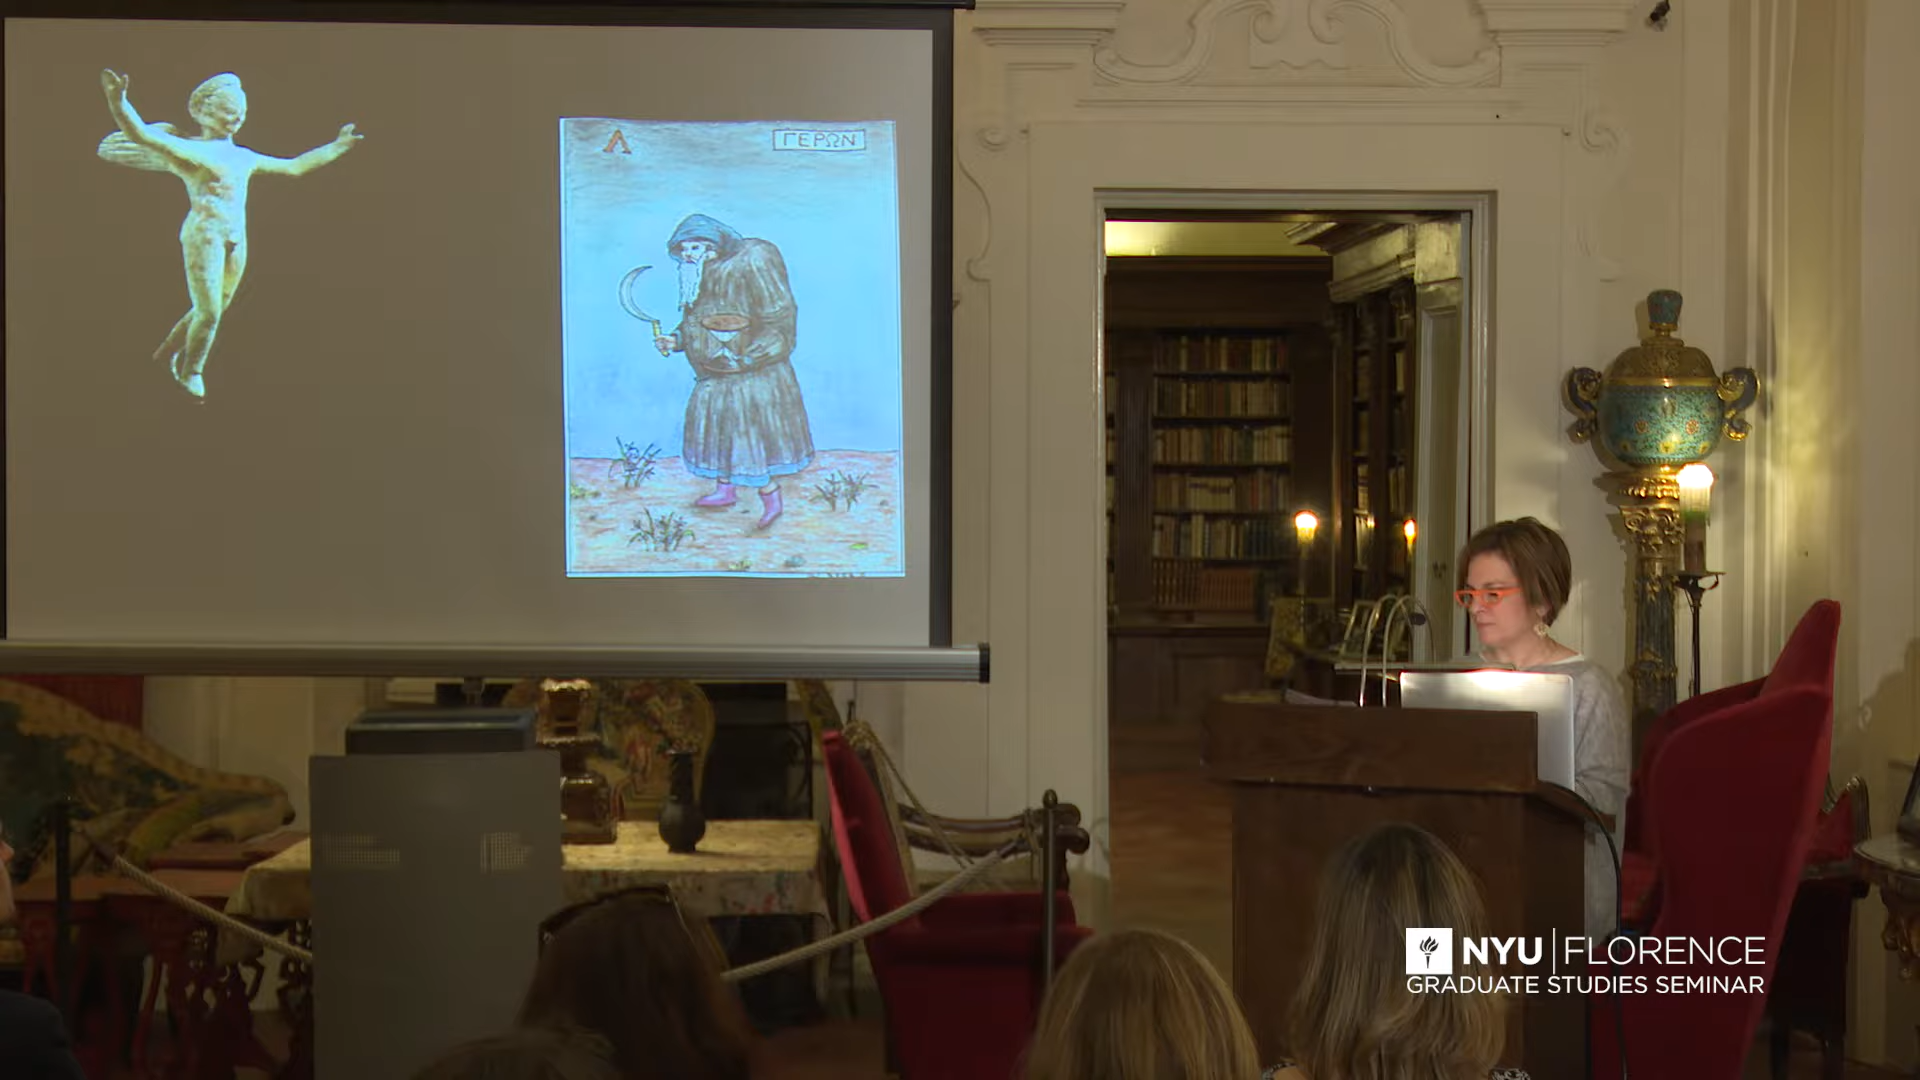 Λ
ΓΕΡΩΝ
NYU FLORENCE
GRADUATE STUDIES SEMINAR